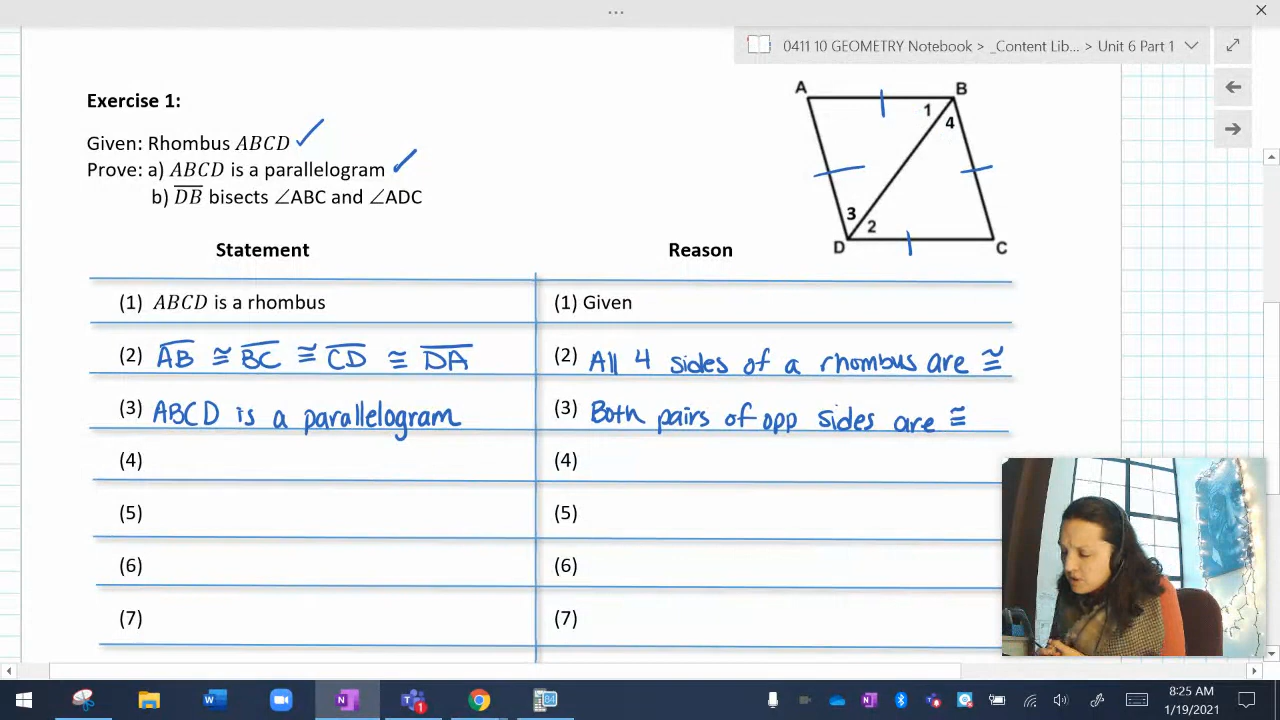 0411 10 GEOMETRY Notebook > _Content Lib... > Unit 6 Part 1
Exercise 1:
Given: Rhombus ABCD
Prove: a) ABCD is a parallelogram
b) DB bisects ∠ABC and ∠ADC
A
B
1
4
3
2
D
C
Statement
Reason
(1) ABCD is a rhombus
(1) Given
(2) AB ≅ BC ≅ CD ≅ DA
(2) All 4 sides of a rhombus are ≅
(3) ABCD is a parallelogram
(3) Both pairs of opp sides are ≅
(4)
(4)
(5)
(5)
(6)
(6)
(7)
(7)
8:25 AM
1/19/2021